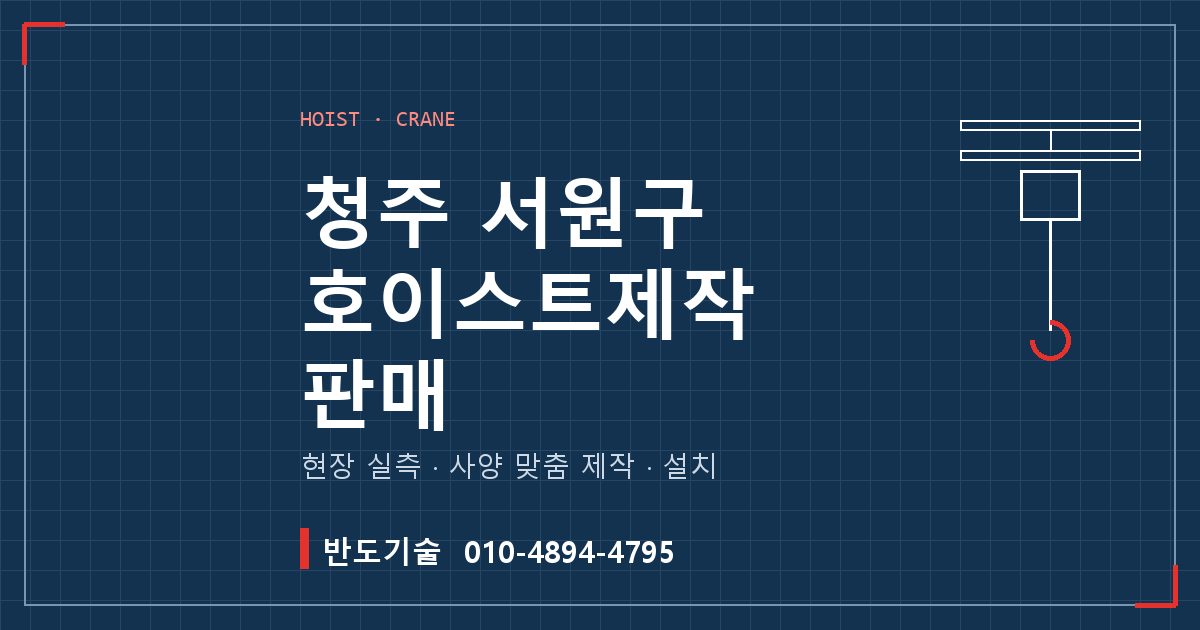 HOIST · CRANE
청주 서원구
호이스트제작
판매
현장 실측 · 사양 맞춤 제작 · 설치
반도기술 010-4894-4795